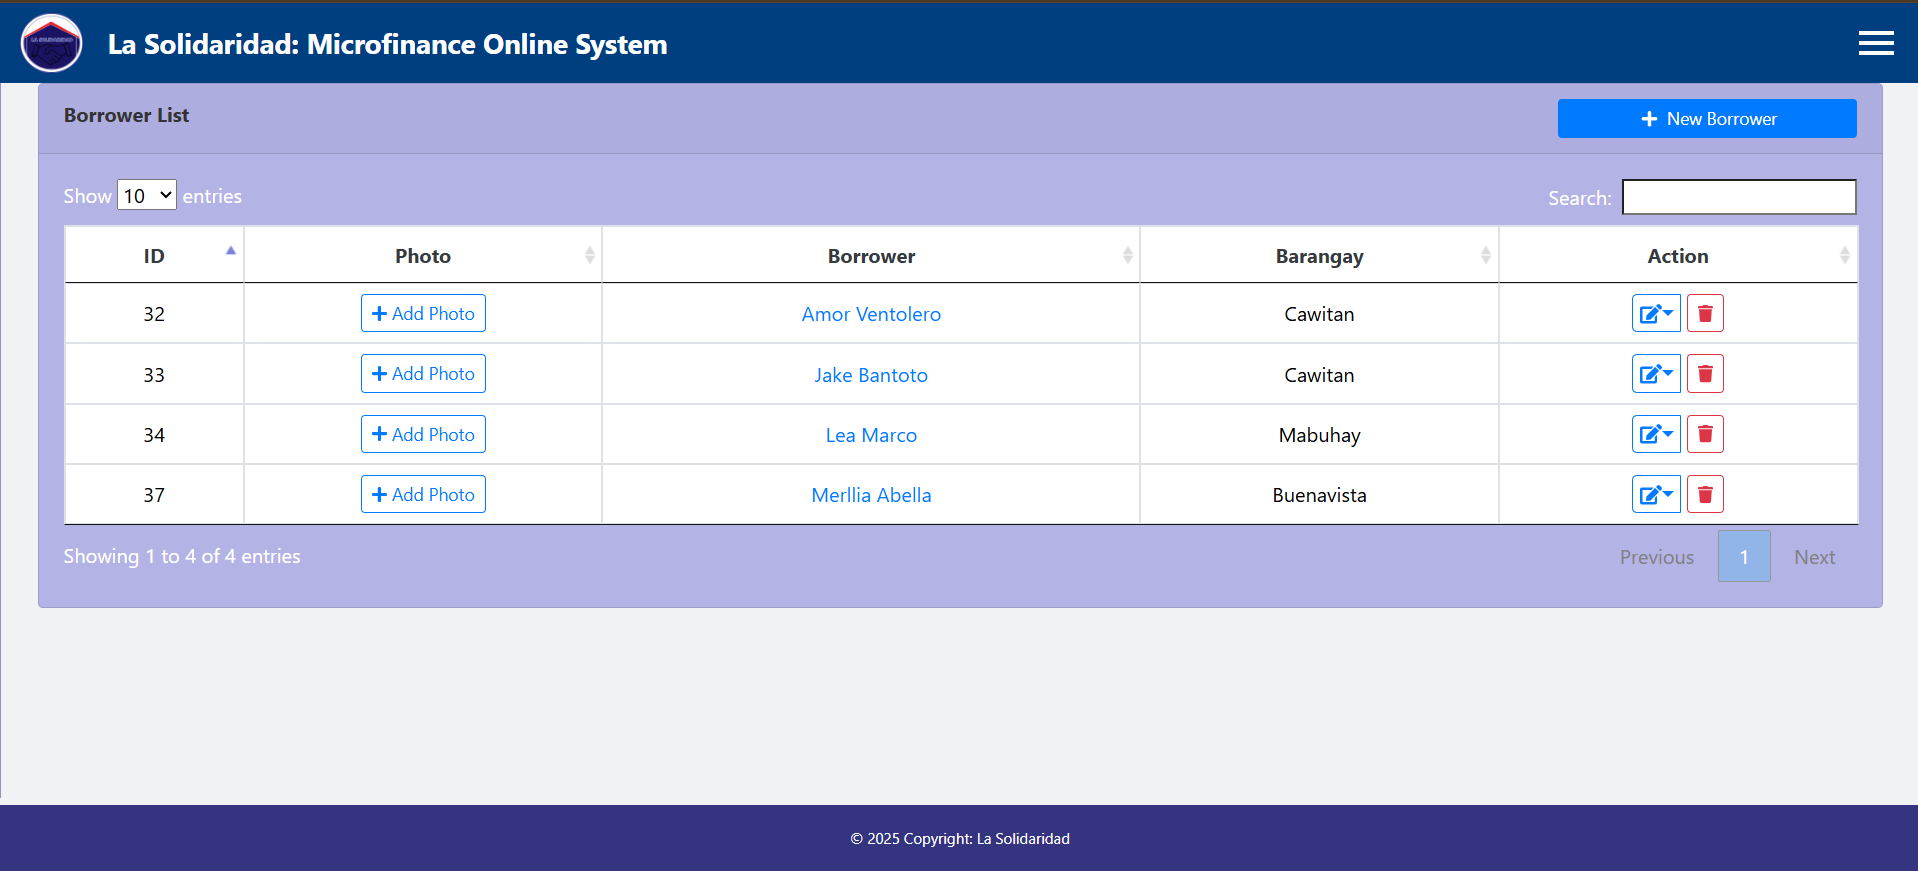 LA SOLIDARIDAD
La Solidaridad: Microfinance Online System
Borrower List
New Borrower
Show 10 entries
Search:
ID Photo Borrower Barangay Action
32 Add Photo Amor Ventolero Cawitan
33 Add Photo Jake Bantoto Cawitan
34 Add Photo Lea Marco Mabuhay
37 Add Photo Merllia Abella Buenavista
Showing 1 to 4 of 4 entries
Previous 1 Next
© 2025 Copyright: La Solidaridad